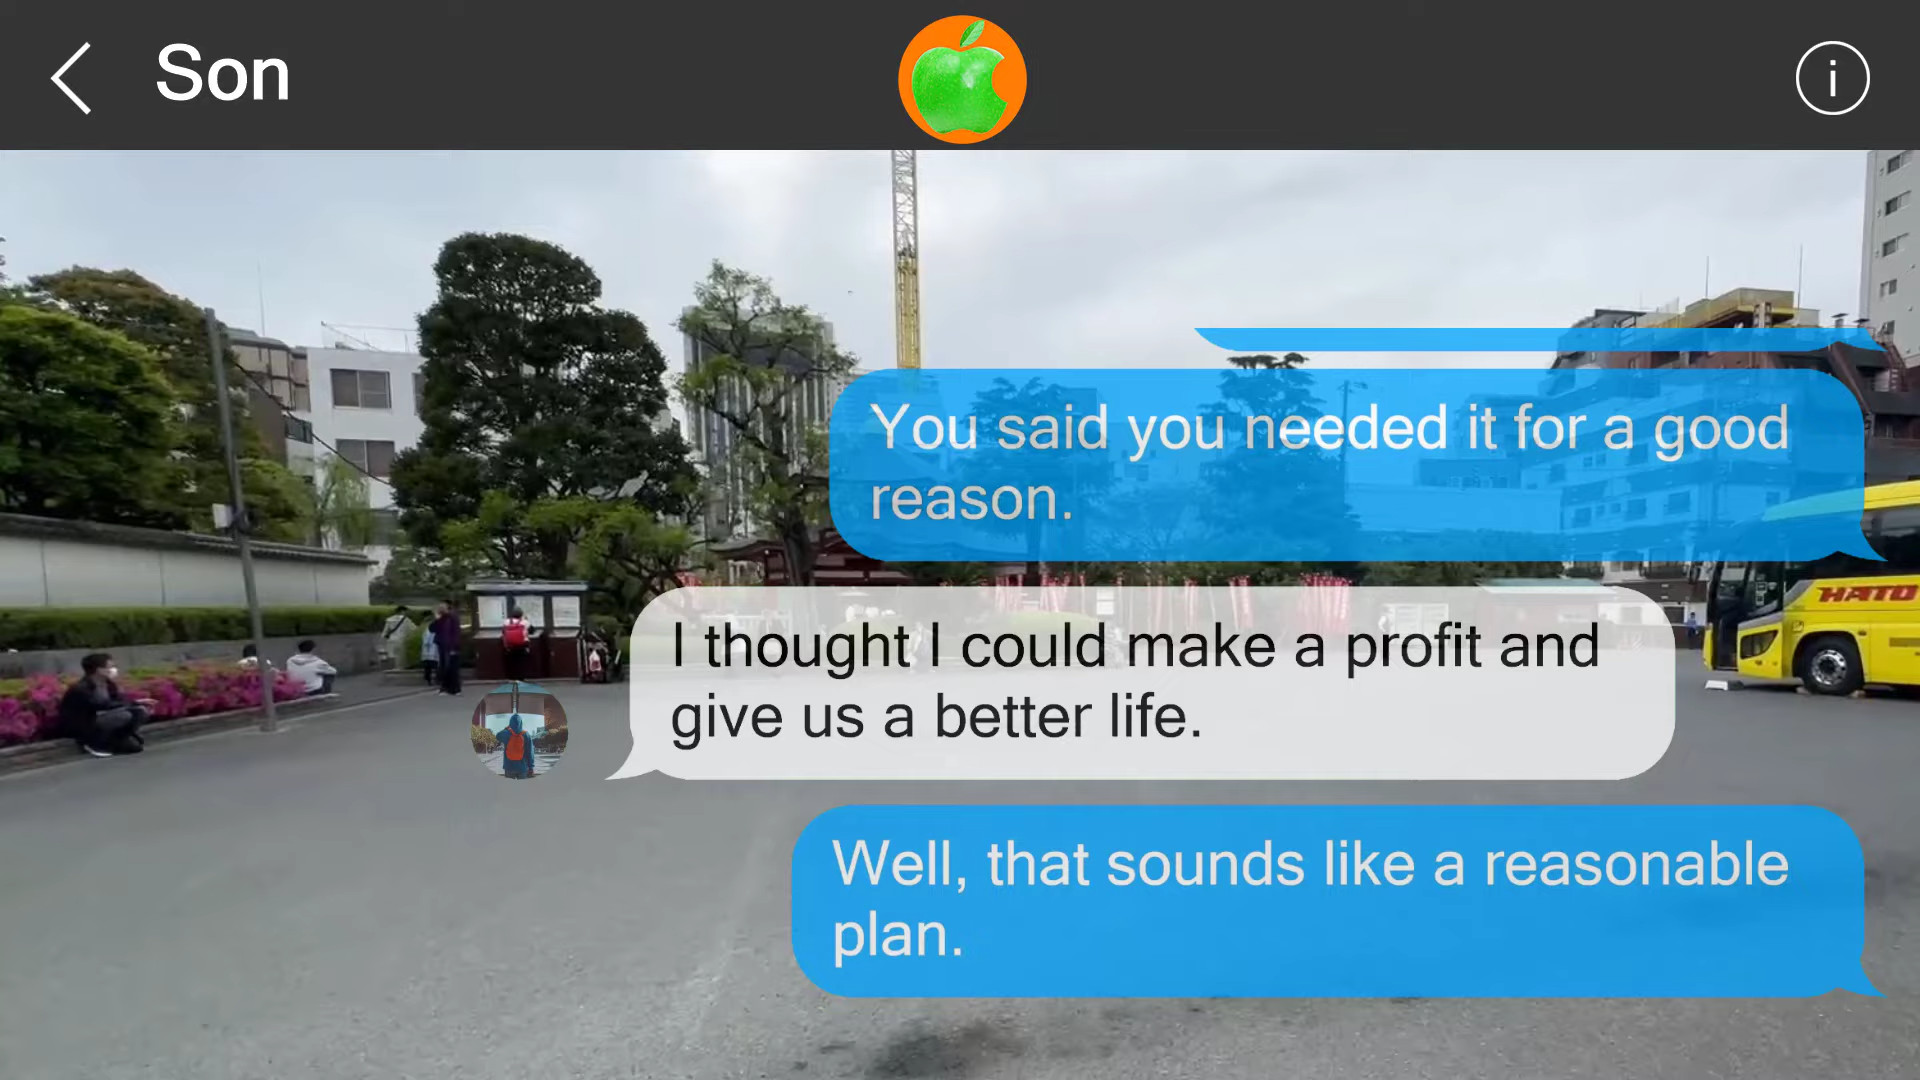 Son
You said you needed it for a good
reason.
I thought I could make a profit and
give us a better life.
HATO
Well, that sounds like a reasonable
plan.